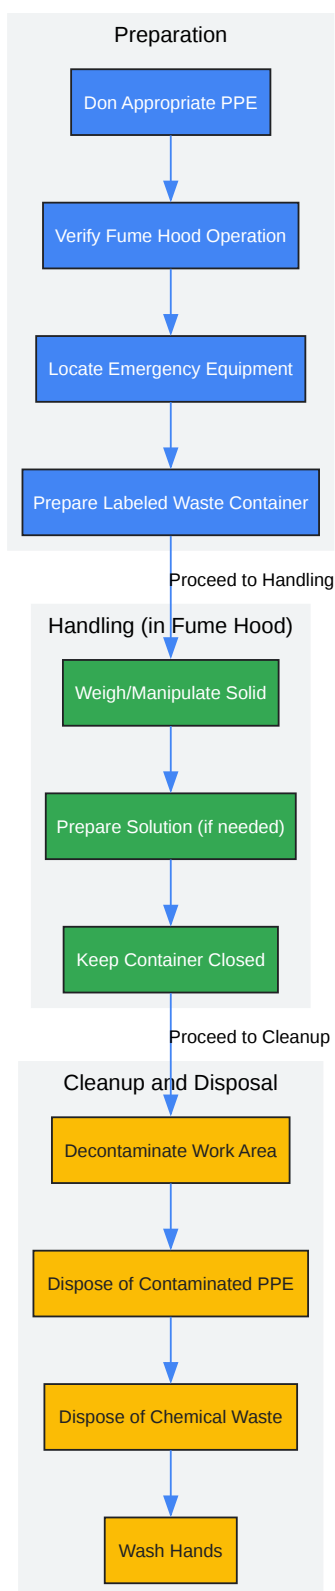 Preparation
Don Appropriate PPE
Verify Fume Hood Operation
Locate Emergency Equipment
Prepare Labeled Waste Container
Proceed to Handling
Handling (in Fume Hood)
Weigh/Manipulate Solid
Prepare Solution (if needed)
Keep Container Closed
Proceed to Cleanup
Cleanup and Disposal
Decontaminate Work Area
Dispose of Contaminated PPE
Dispose of Chemical Waste
Wash Hands